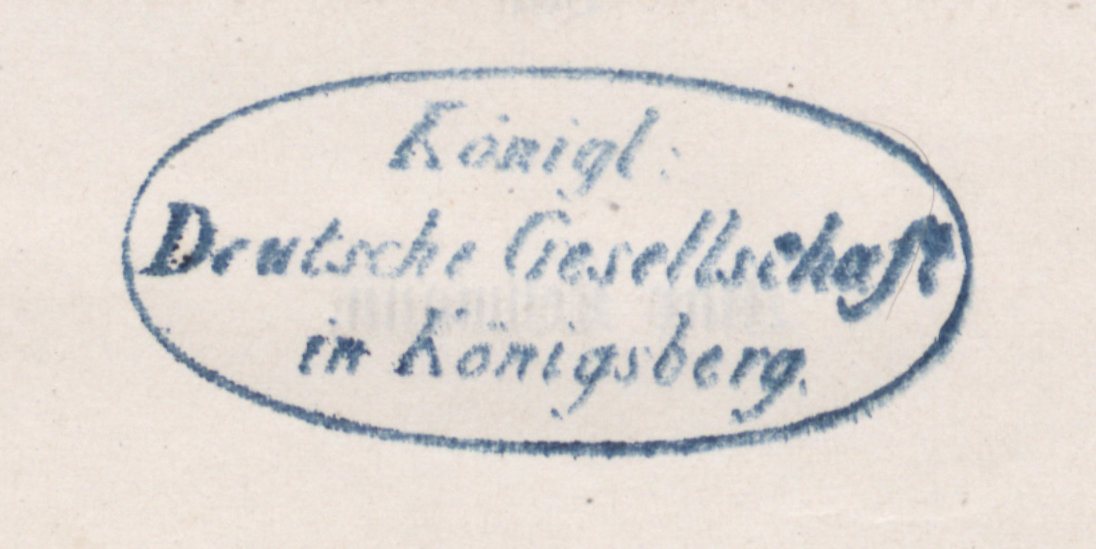 Königl:
Deutsche Gesellschaft
in Königsberg.